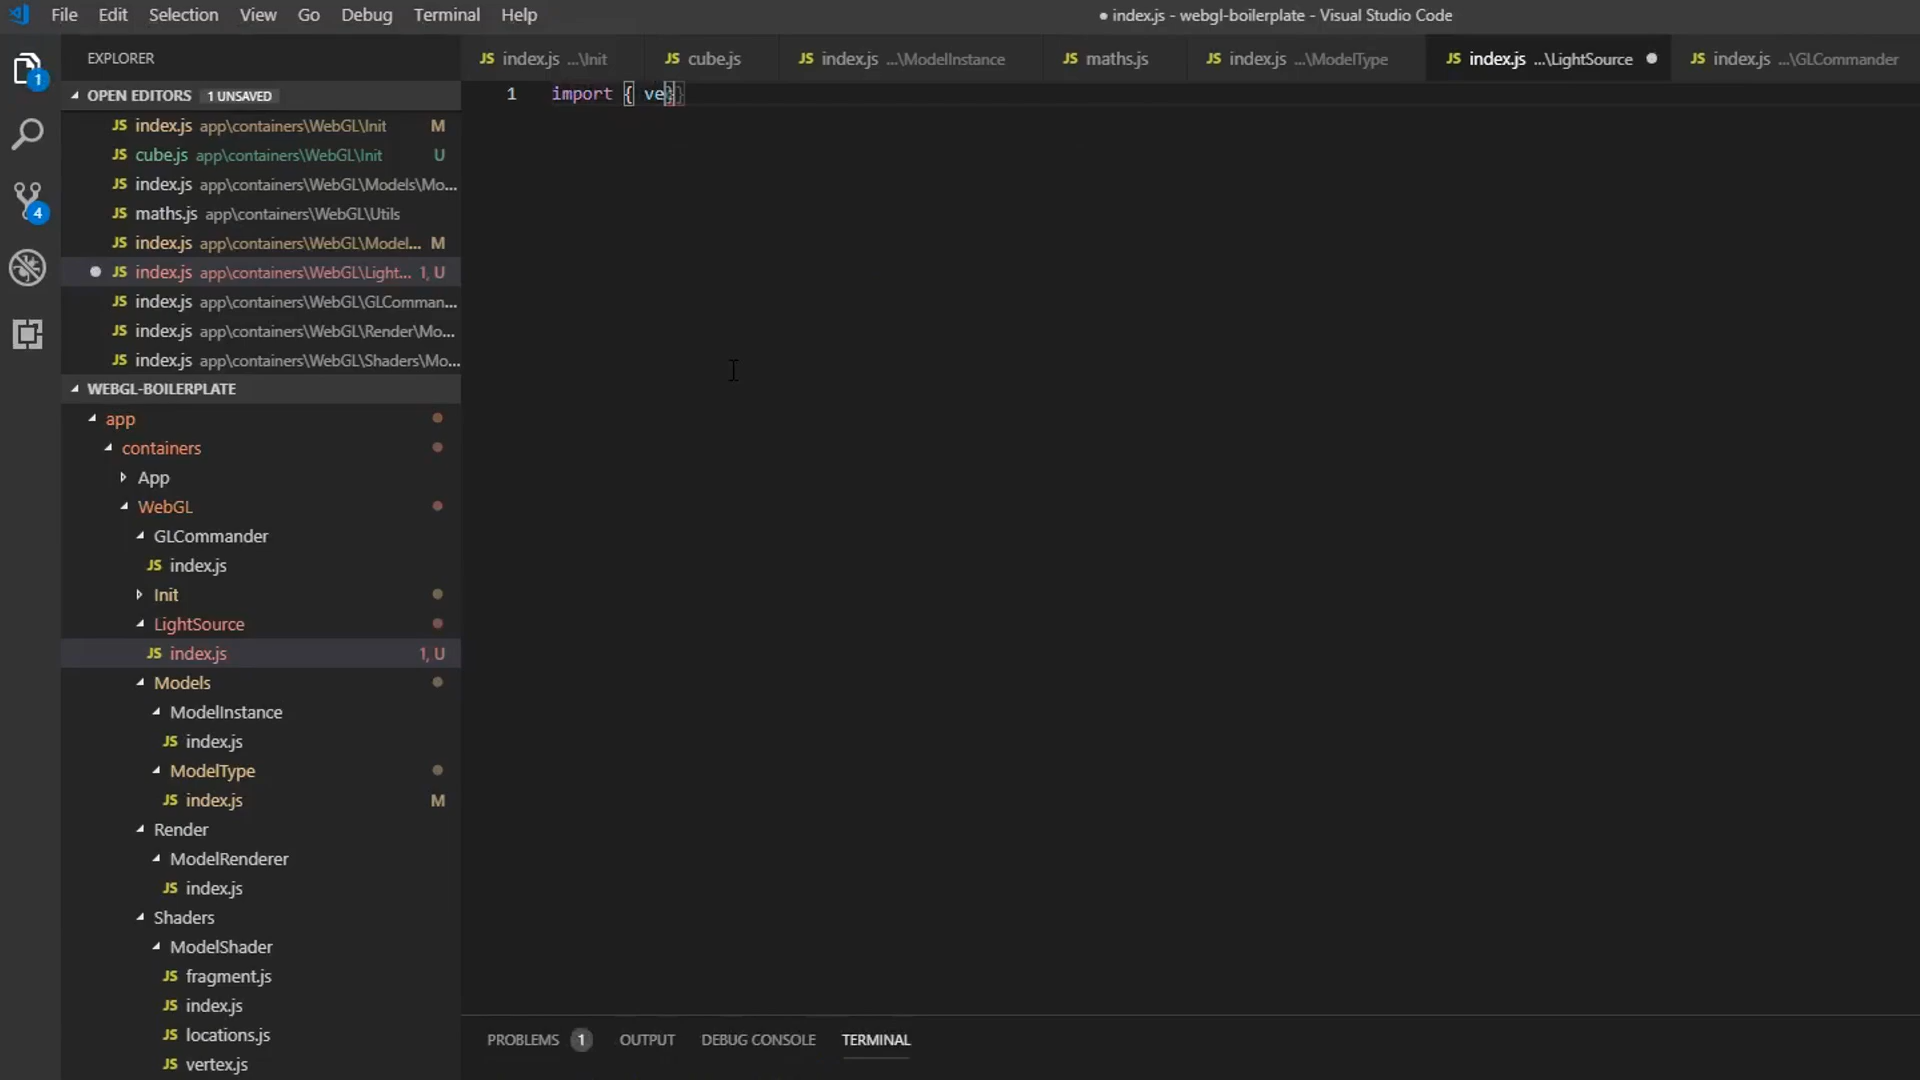 File Edit Selection View Go Debug Terminal Help
● index.js - webgl-boilerplate - Visual Studio Code
EXPLORER
index.js ...\Init
cube.js
index.js ...\ModelInstance
maths.js
index.js ...\ModelType
index.js ...\LightSource
index.js ...\GLCommander
1
OPEN EDITORS 1 UNSAVED
1 import { ve}}
JS index.js app\containers\WebGL\Init M
JS cube.js app\containers\WebGL\Init U
JS index.js app\containers\WebGL\Models\Mo...
JS maths.js app\containers\WebGL\Utils
JS index.js app\containers\WebGL\Model... M
JS index.js app\containers\WebGL\Light... 1, U
JS index.js app\containers\WebGL\GLComman...
JS index.js app\containers\WebGL\Render\Mo...
JS index.js app\containers\WebGL\Shaders\Mo...
4
WEBGL-BOILERPLATE
app
containers
App
WebGL
GLCommander
JS index.js
Init
LightSource
JS index.js 1, U
Models
ModelInstance
JS index.js
ModelType
JS index.js M
Render
ModelRenderer
JS index.js
Shaders
ModelShader
JS fragment.js
JS index.js
JS locations.js
JS vertex.js
PROBLEMS 1 OUTPUT DEBUG CONSOLE TERMINAL